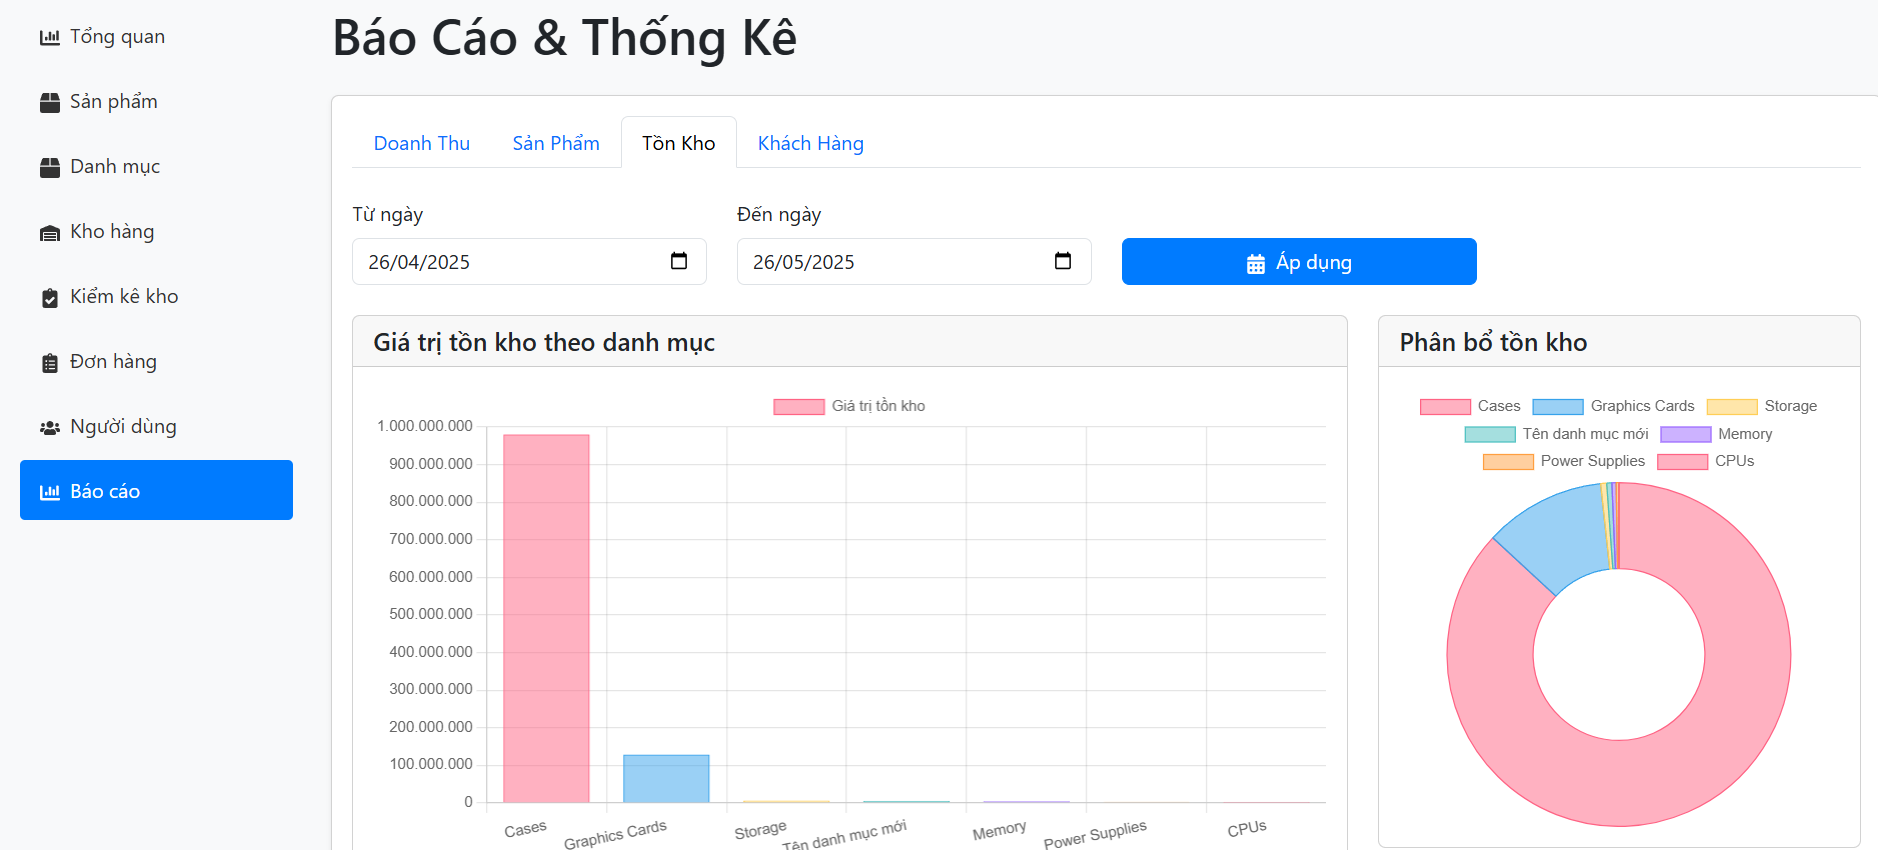 Tổng quan
Sản phẩm
Danh mục
Kho hàng
Kiểm kê kho
Đơn hàng
Người dùng
Báo cáo
Báo Cáo & Thống Kê
Doanh Thu Sản Phẩm Tồn Kho Khách Hàng
Từ ngày Đến ngày
26/04/2025 26/05/2025 Áp dụng
Giá trị tồn kho theo danh mục
Giá trị tồn kho
1.000.000.000
900.000.000
800.000.000
700.000.000
600.000.000
500.000.000
400.000.000
300.000.000
200.000.000
100.000.000
0
Cases Graphics Cards Storage Tên danh mục mới Memory Power Supplies CPUs
Phân bổ tồn kho
Cases Graphics Cards Storage
Tên danh mục mới Memory
Power Supplies CPUs